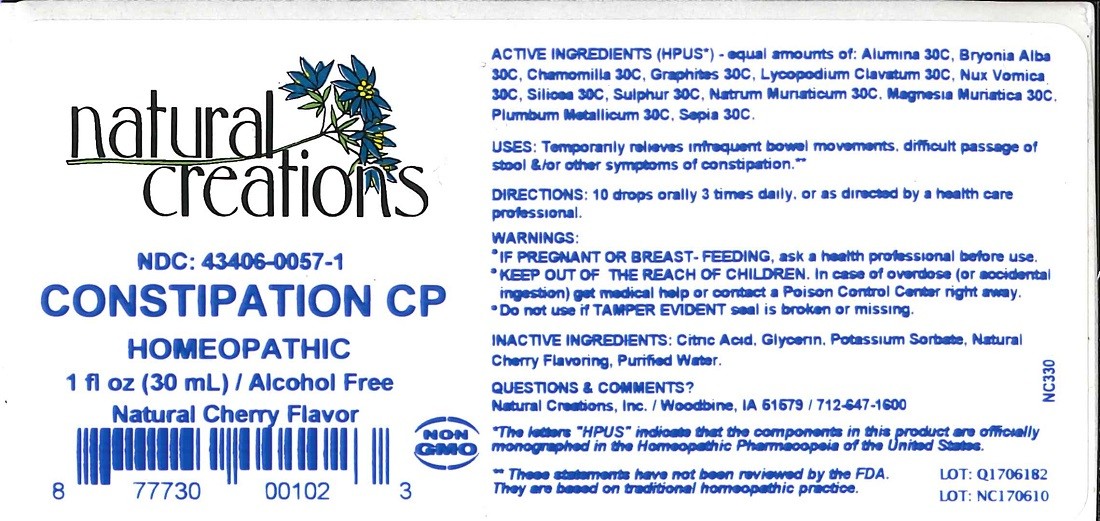 natural
creations
NDC: 43406-0057-1
CONSTIPATION CP
HOMEOPATHIC
1 fl oz (30 mL) / Alcohol Free
Natural Cherry Flavor
NON
GMO
8 77730 00102 3
ACTIVE INGREDIENTS (HPUS*) - equal amounts of: Alumina 30C, Bryonia Alba
30C, Chamomilla 30C, Graphites 30C, Lycopodium Clavatum 30C, Nux Vomica
30C, Silicea 30C, Sulphur 30C, Natrum Muriaticum 30C, Magnesia Muriatica 30C,
Plumbum Metallicum 30C, Sepia 30C.
USES: Temporarily relieves infrequent bowel movements, difficult passage of
stool &/or other symptoms of constipation.**
DIRECTIONS: 10 drops orally 3 times daily, or as directed by a health care
professional.
WARNINGS:
*IF PREGNANT OR BREAST- FEEDING, ask a health professional before use.
*KEEP OUT OF THE REACH OF CHILDREN. In case of overdose (or accidental
ingestion) get medical help or contact a Poison Control Center right away.
*Do not use if TAMPER EVIDENT seal is broken or missing.
INACTIVE INGREDIENTS: Citric Acid, Glycerin, Potassium Sorbate, Natural
Cherry Flavoring, Purified Water.
QUESTIONS & COMMENTS?
Natural Creations, Inc. / Woodbine, IA 51579 / 712-647-1600
*The letters "HPUS" indicate that the components in this product are officially
monographed in the Homeopathic Pharmacopeia of the United States.
** These statements have not been reviewed by the FDA.
They are based on traditional homeopathic practice.
NC330
LOT: Q1706182
LOT: NC170610